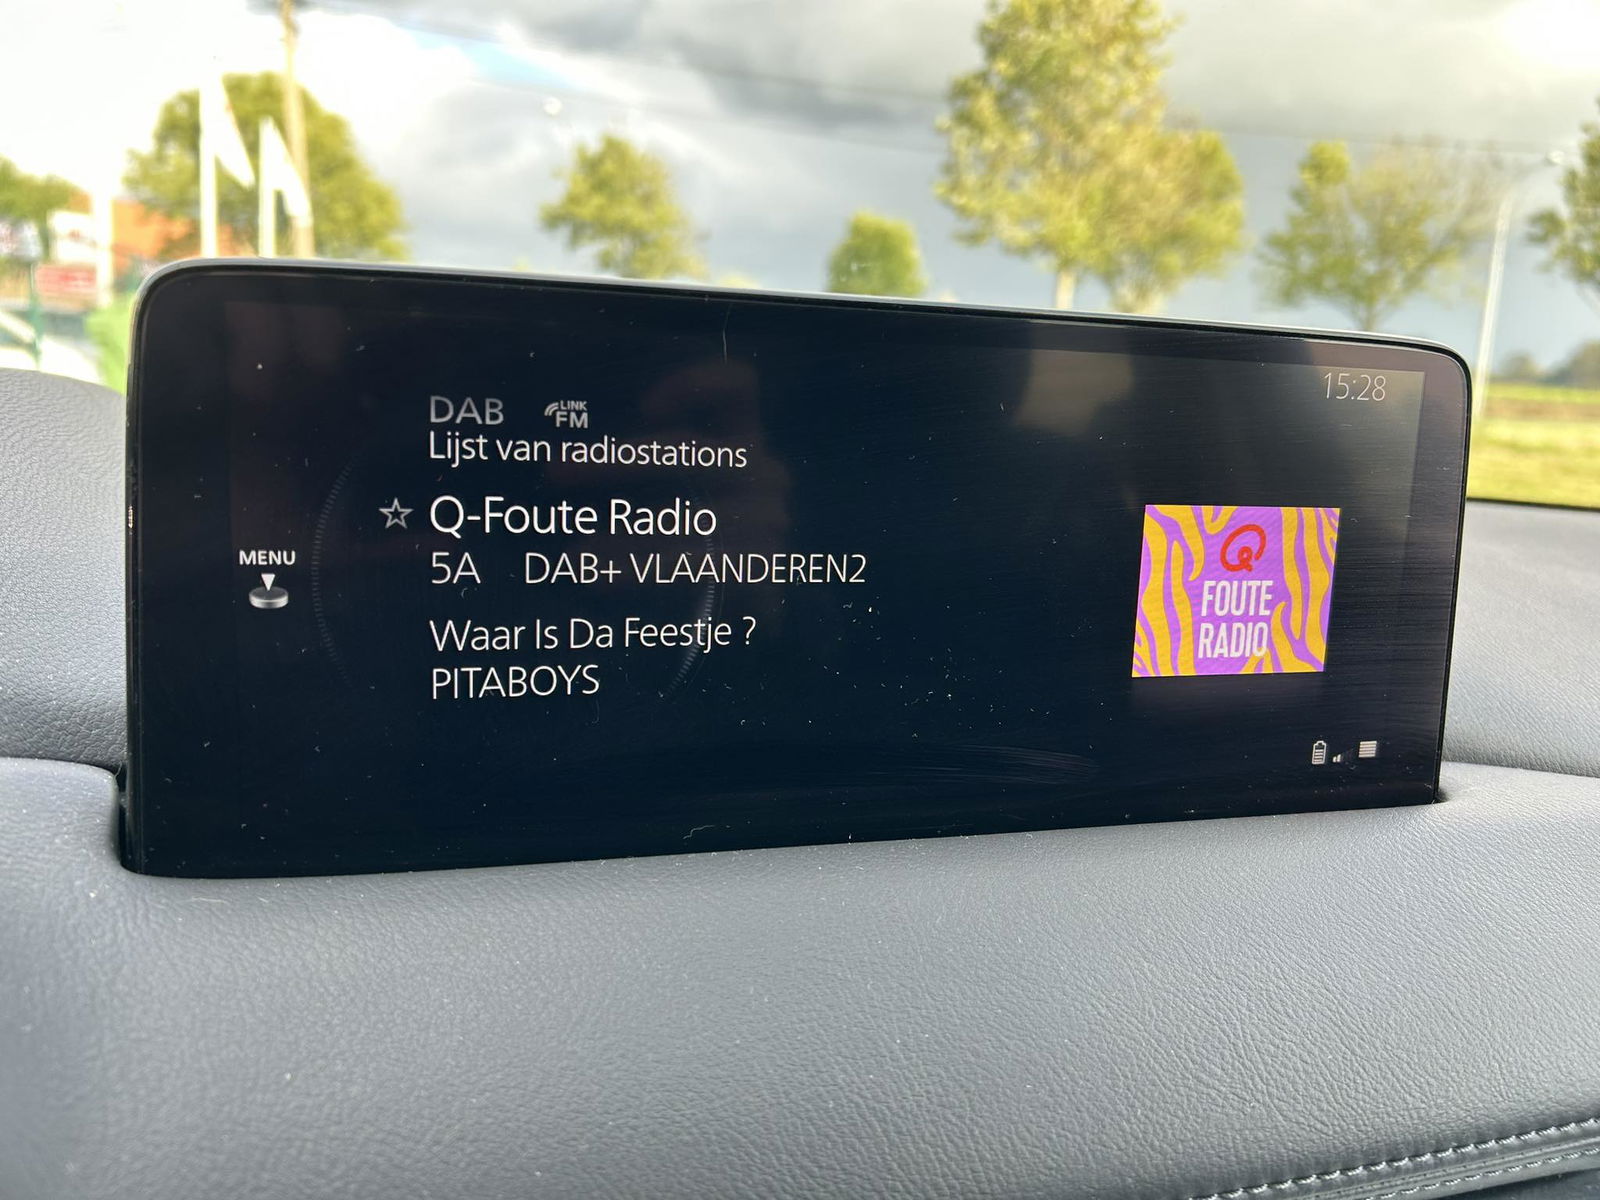 15:28
DAB LINK FM
Lijst van radiostations
Q-Foute Radio
5A DAB+ VLAANDEREN2
MENU
Waar Is Da Feestje ?
PITABOYS
Q
FOUTE
RADIO